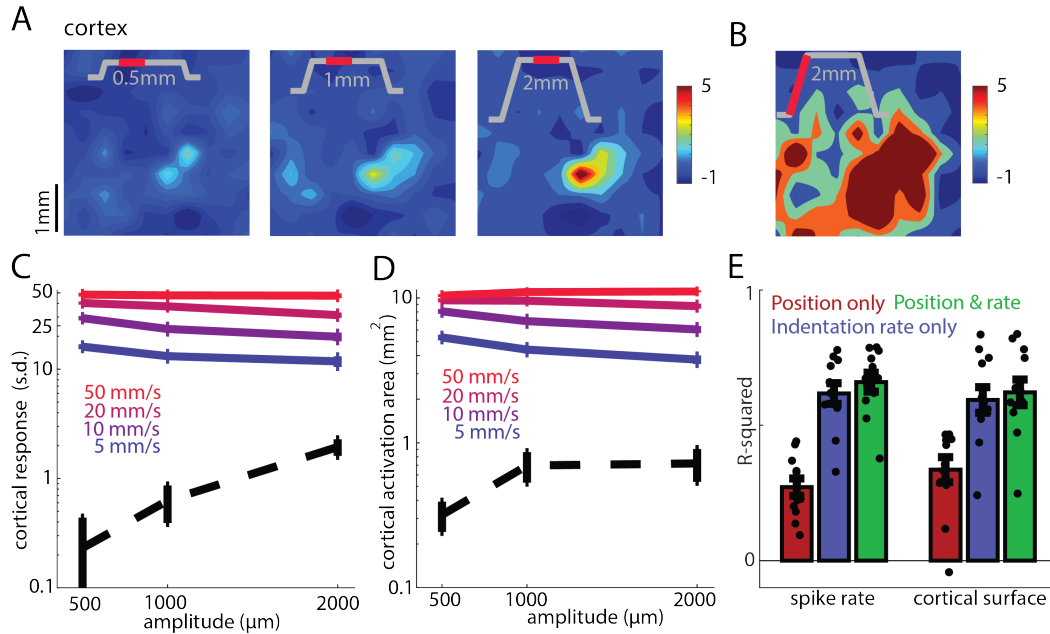 A
cortex
0.5mm
1mm
2mm
5
-1
1mm
B
2mm
5
-1
C
cortical response (s.d.)
50
25
10
1
0.1
50 mm/s
20 mm/s
10 mm/s
5 mm/s
500
1000
2000
amplitude (μm)
D
cortical activation area (mm²)
10
1
0.1
50 mm/s
20 mm/s
10 mm/s
5 mm/s
500
1000
2000
amplitude (μm)
E
R-squared
1
0
Position only
Position & rate
Indentation rate only
spike rate
cortical surface